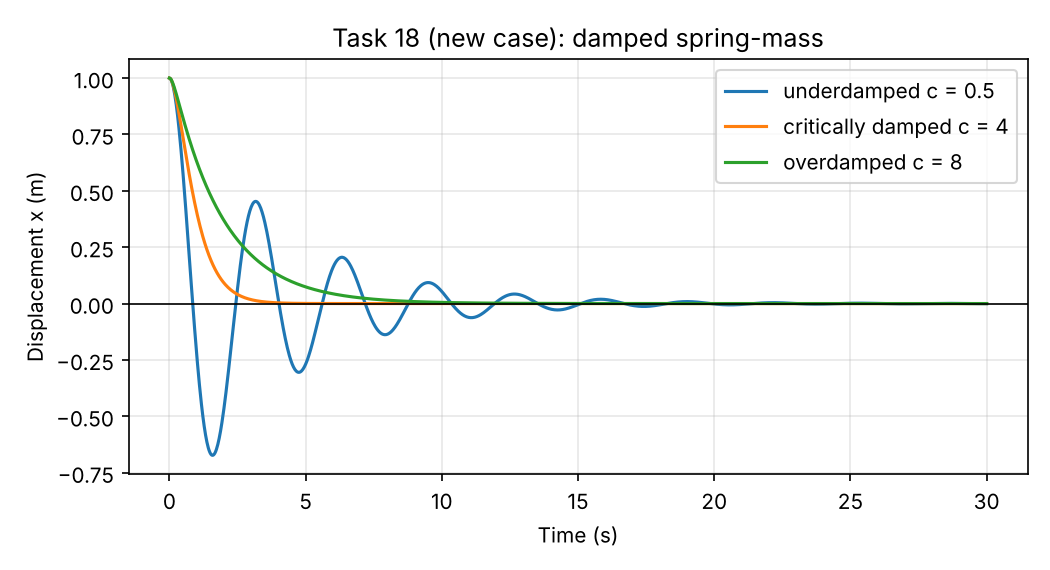 Task 18 (new case): damped spring-mass
underdamped c = 0.5
critically damped c = 4
overdamped c = 8
Displacement x (m)
1.00
0.75
0.50
0.25
0.00
−0.25
−0.50
−0.75
0 5 10 15 20 25 30
Time (s)